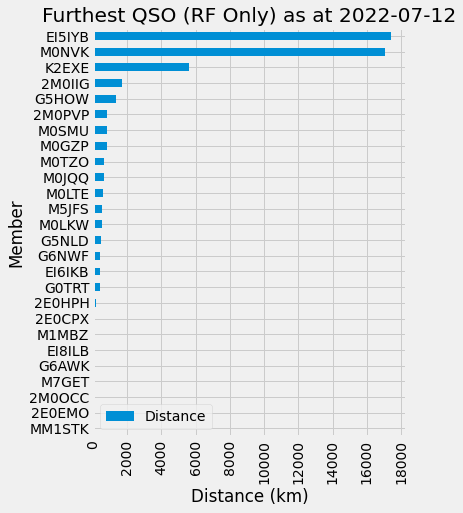 Furthest QSO (RF Only) as at 2022-07-12
EI5IYB
M0NVK
K2EXE
2M0IIG
G5HOW
2M0PVP
M0SMU
M0GZP
M0TZO
M0JQQ
M0LTE
M5JFS
M0LKW
G5NLD
G6NWF
EI6IKB
G0TRT
2E0HPH
2E0CPX
M1MBZ
EI8ILB
G6AWK
M7GET
2M0OCC
2E0EMO
MM1STK
Member
Distance
0
2000
4000
6000
8000
10000
12000
14000
16000
18000
Distance (km)